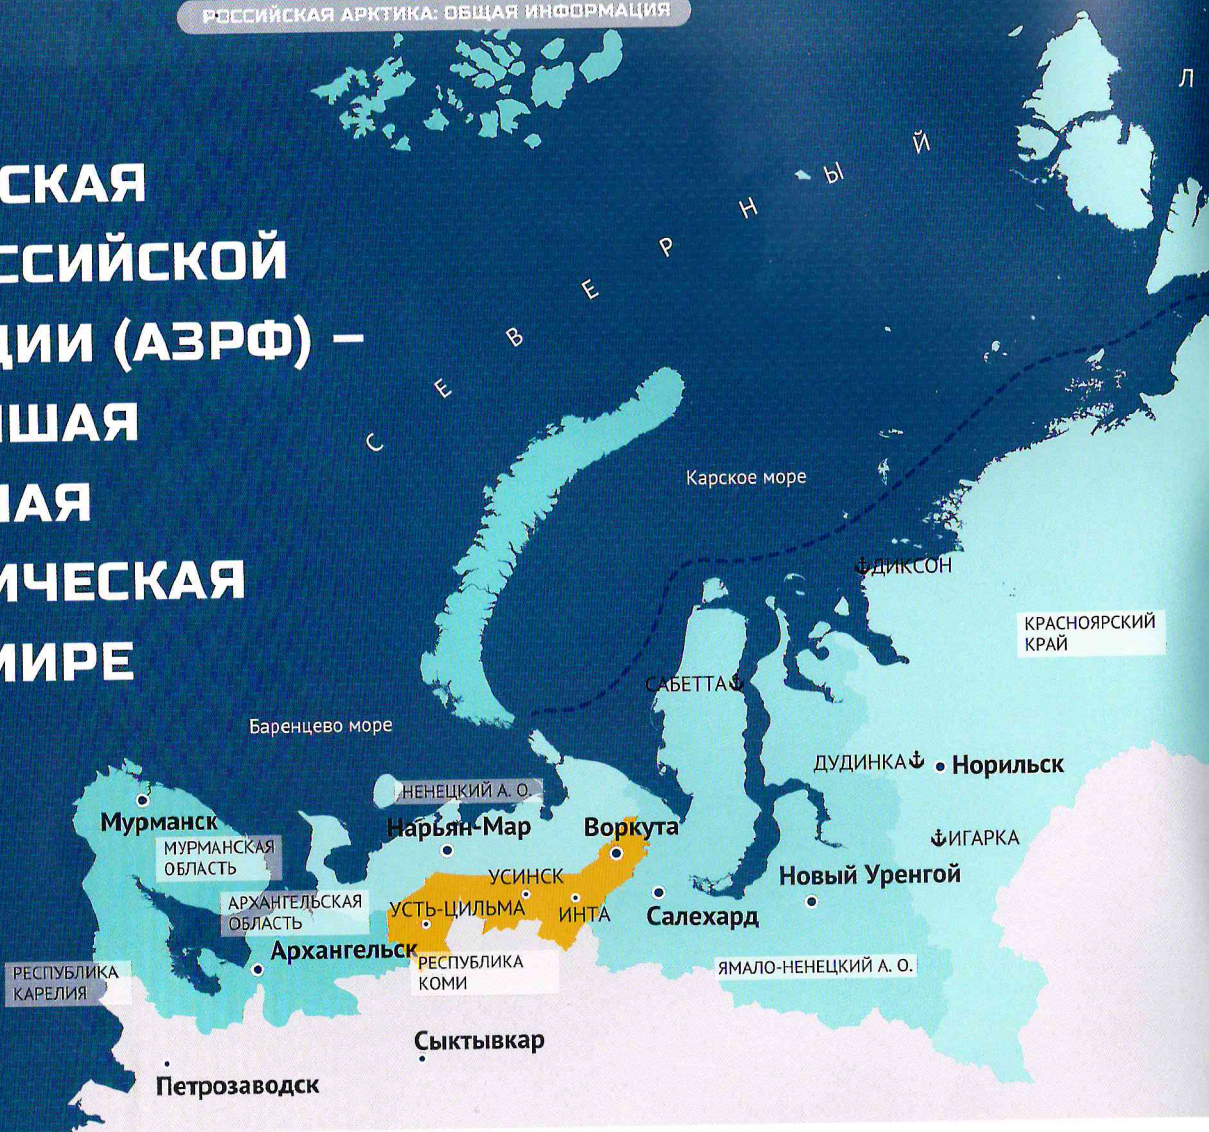 РОССИЙСКАЯ АРКТИКА: ОБЩАЯ ИНФОРМАЦИЯ
СКАЯ
ССИЙСКОЙ
ЦИИ (АЗРФ) –
ШАЯ
НАЯ
ИЧЕСКАЯ
МИРЕ
С Е В Е Р Н Ы Й Л
Карское море
ДИКСОН
КРАСНОЯРСКИЙ
КРАЙ
САБЕТТА
Баренцево море
ДУДИНКА
Норильск
НЕНЕЦКИЙ А. О.
Мурманск
Нарьян-Мар
Воркута
ИГАРКА
МУРМАНСКАЯ
ОБЛАСТЬ
УСИНСК
Новый Уренгой
АРХАНГЕЛЬСКАЯ
ОБЛАСТЬ
УСТЬ-ЦИЛЬМА
ИНТА
Салехард
Архангельск
РЕСПУБЛИКА
КОМИ
ЯМАЛО-НЕНЕЦКИЙ А. О.
РЕСПУБЛИКА
КАРЕЛИЯ
Сыктывкар
Петрозаводск